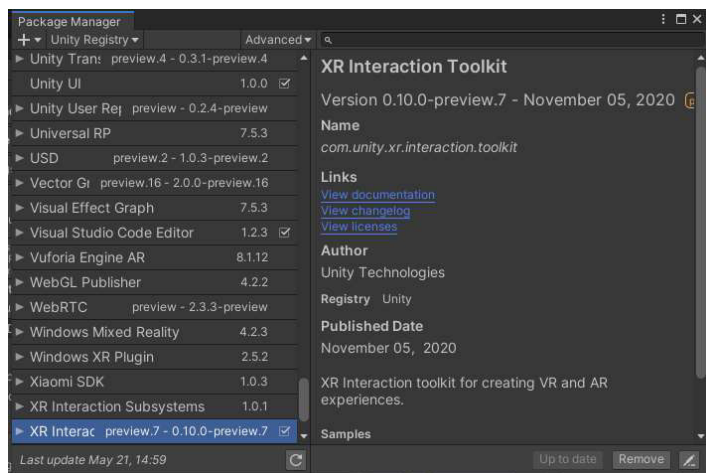 Package Manager
Unity Registry Advanced
Unity Trans preview.4 - 0.3.1-preview.4
Unity UI 1.0.0
Unity User Rep preview - 0.2.4-preview
Universal RP 7.5.3
USD preview.2 - 1.0.3-preview.2
Vector Gr preview.16 - 2.0.0-preview.16
Visual Effect Graph 7.5.3
Visual Studio Code Editor 1.2.3
Vuforia Engine AR 8.1.12
WebGL Publisher 4.2.2
WebRTC preview - 2.3.3-preview
Windows Mixed Reality 4.2.3
Windows XR Plugin 2.5.2
Xiaomi SDK 1.0.3
XR Interaction Subsystems 1.0.1
XR Interac preview.7 - 0.10.0-preview.7
Last update May 21, 14:59
XR Interaction Toolkit
Version 0.10.0-preview.7 - November 05, 2020
Name
com.unity.xr.interaction.toolkit
Links
View documentation
View changelog
View licenses
Author
Unity Technologies
Registry Unity
Published Date
November 05, 2020
XR Interaction toolkit for creating VR and AR
experiences.
Samples
Up to date Remove